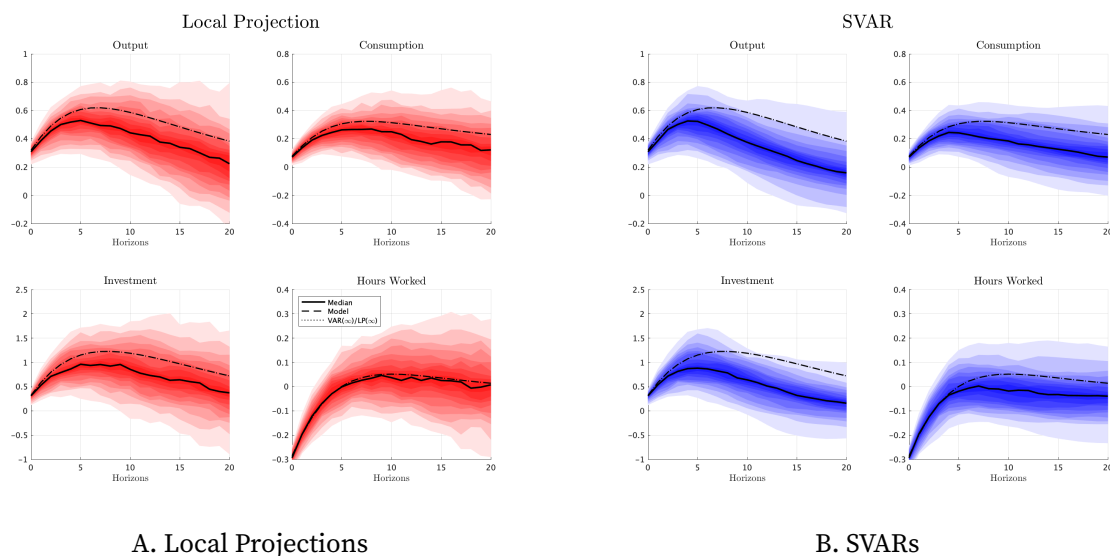 Local Projection
Output
Consumption
1
0.8
0.6
0.4
0.2
0
-0.2
0 5 10 15 20
Horizons
0.8
0.6
0.4
0.2
0
-0.2
-0.4
0 5 10 15 20
Horizons
Investment
Hours Worked
2.5
2
1.5
1
0.5
0
-0.5
-1
0 5 10 15 20
Horizons
0.4
0.3
0.2
0.1
0
-0.1
-0.2
-0.3
0 5 10 15 20
Horizons
Median
Model
VAR(∞)/LP(∞)
A. Local Projections
SVAR
Output
Consumption
1
0.8
0.6
0.4
0.2
0
-0.2
0 5 10 15 20
Horizons
0.8
0.6
0.4
0.2
0
-0.2
-0.4
0 5 10 15 20
Horizons
Investment
Hours Worked
2.5
2
1.5
1
0.5
0
-0.5
-1
0 5 10 15 20
Horizons
0.4
0.3
0.2
0.1
0
-0.1
-0.2
-0.3
0 5 10 15 20
Horizons
B. SVARs